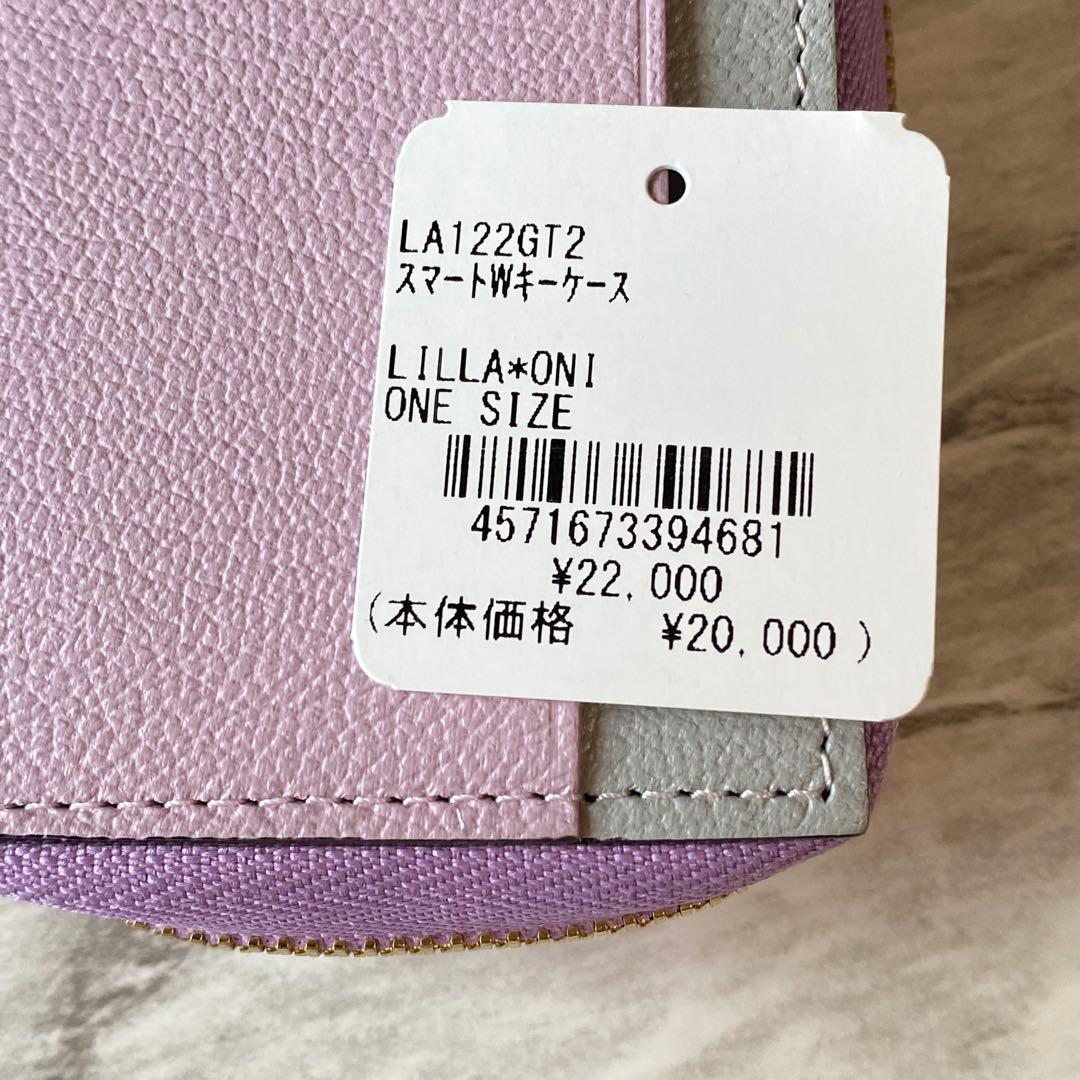 LA122GT2
スマートWキーケース
LILLA*ONI
ONE SIZE
4571673394681
¥22,000
(本体価格 ¥20,000)